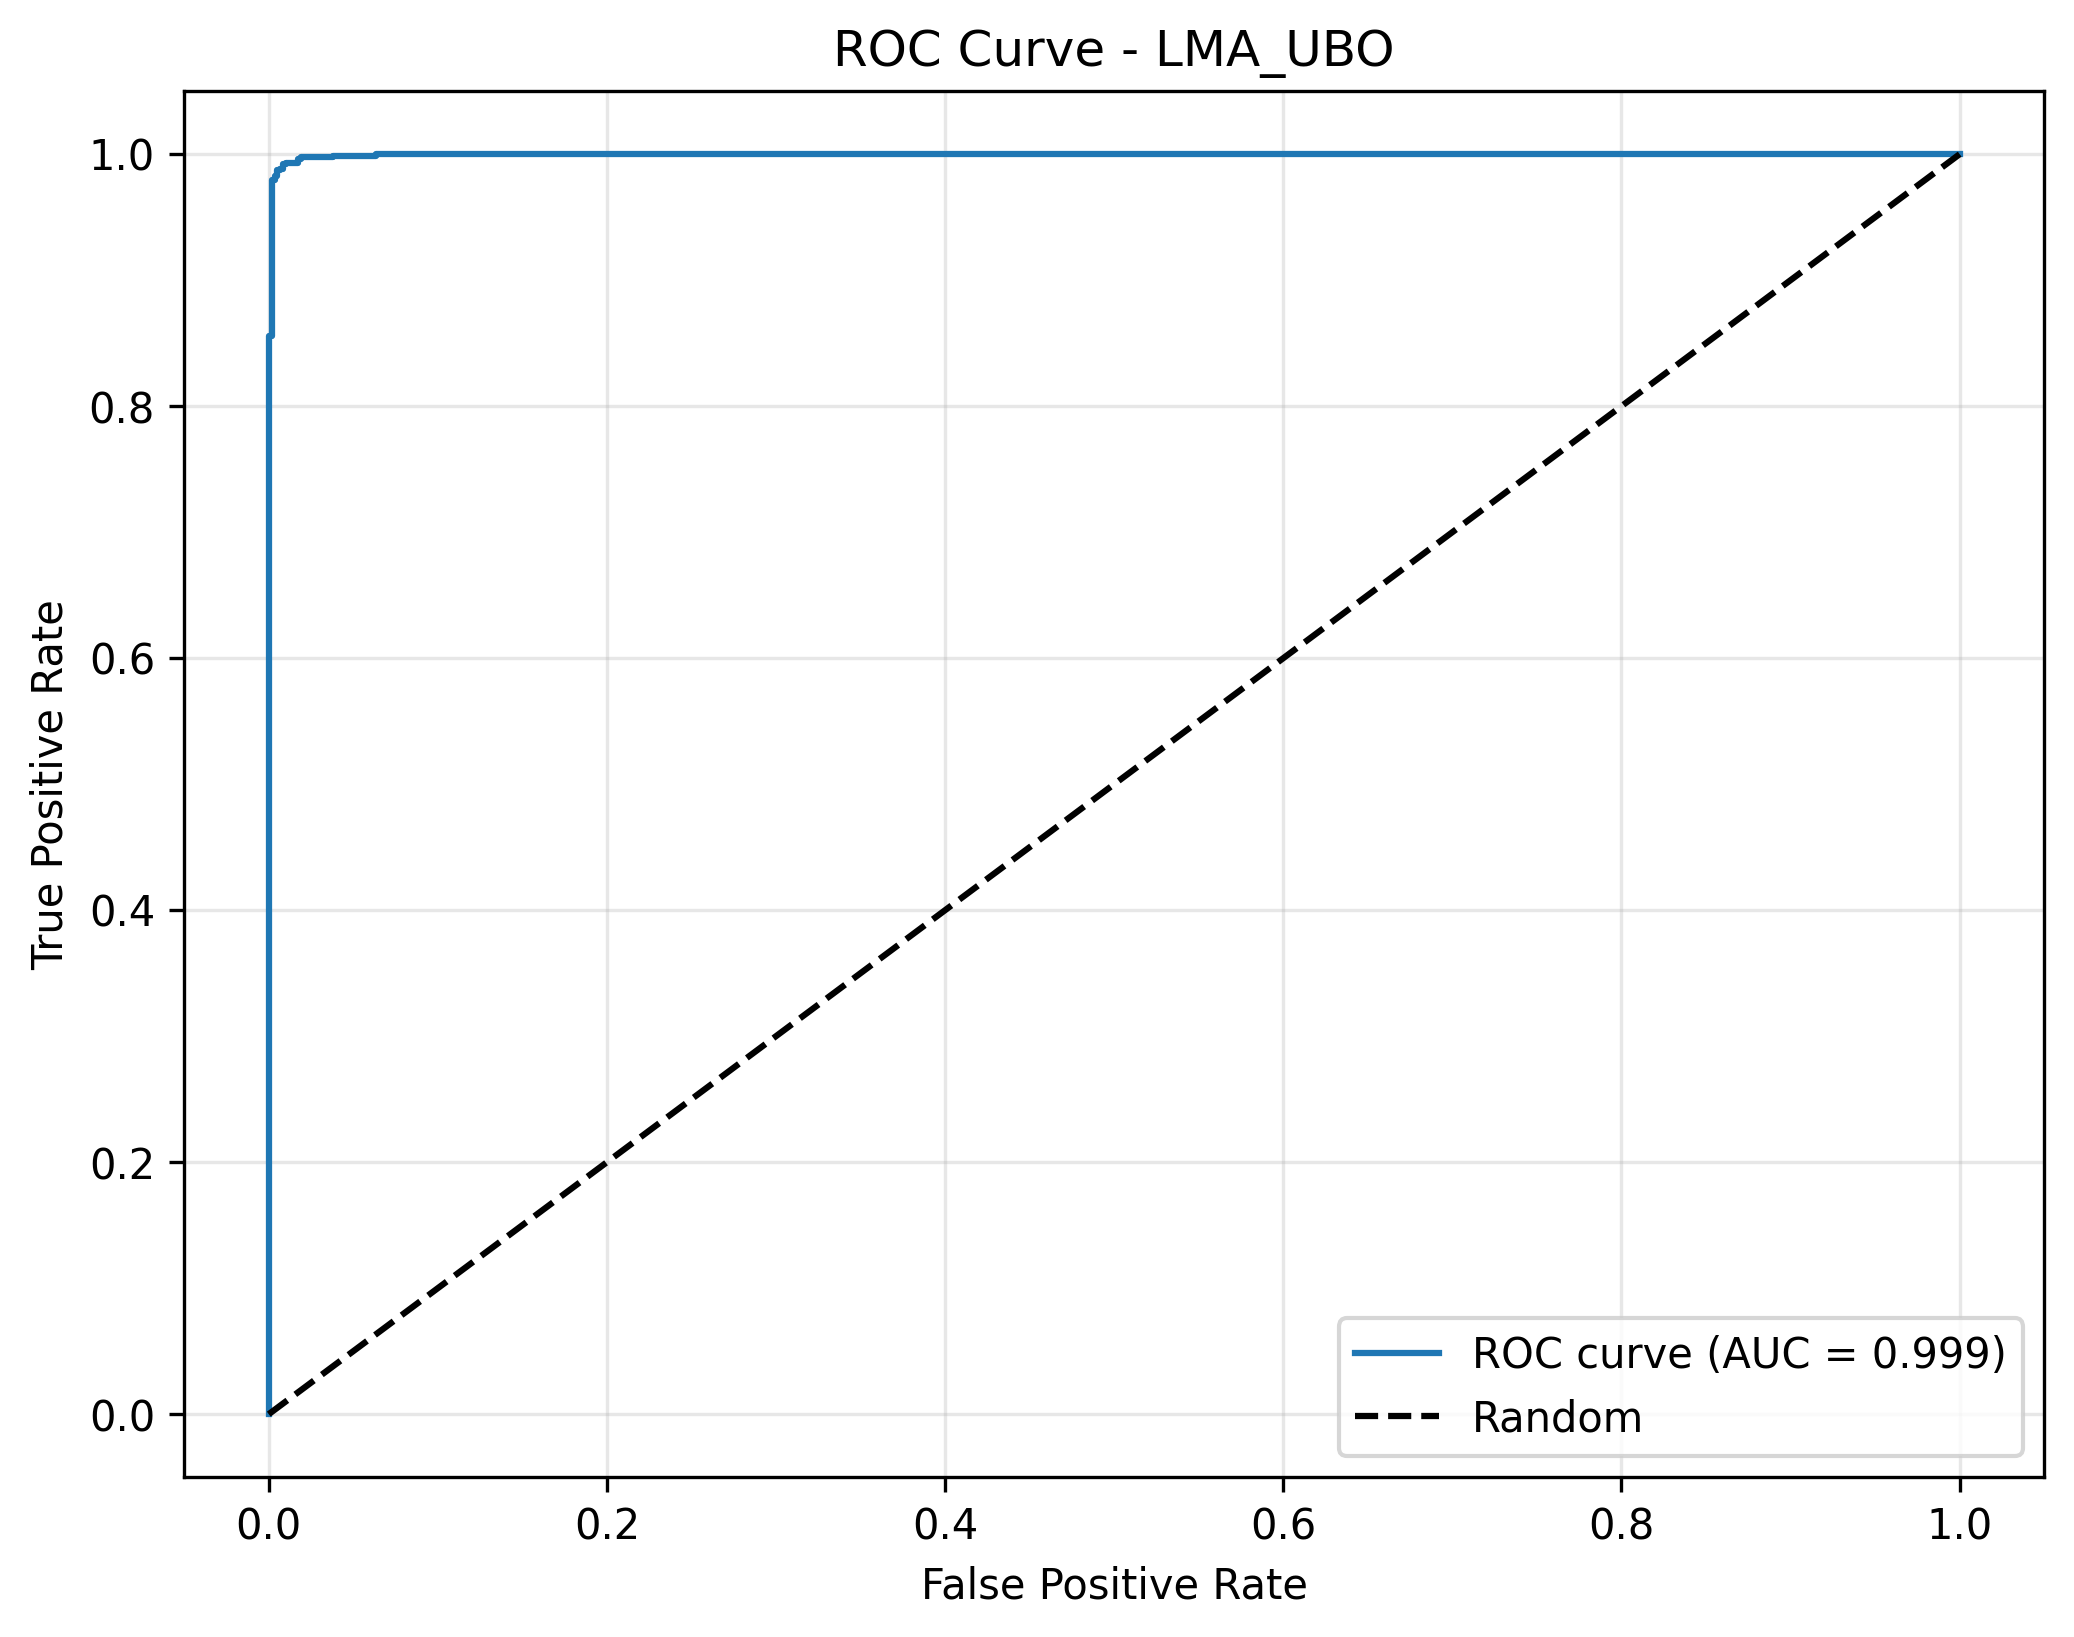 ROC Curve - LMA_UBO
True Positive Rate
1.0
0.8
0.6
0.4
0.2
0.0
ROC curve (AUC = 0.999)
Random
0.0 0.2 0.4 0.6 0.8 1.0
False Positive Rate